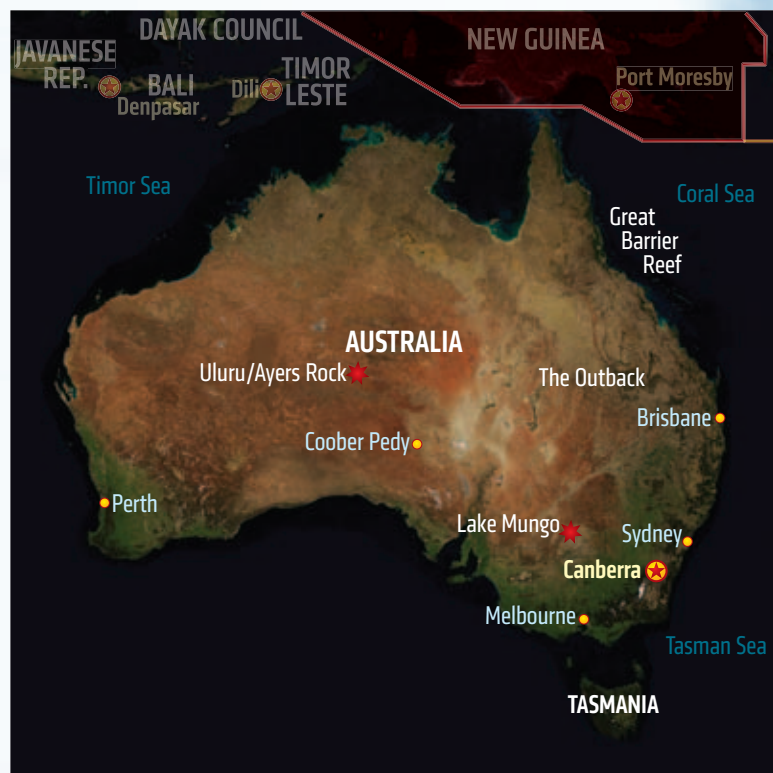 DAYAK COUNCIL
NEW GUINEA
JAVANESE
REP.
BALI
Denpasar
Dili
TIMOR
LESTE
Port Moresby
Timor Sea
Coral Sea
Great
Barrier
Reef
AUSTRALIA
Uluru/Ayers Rock
The Outback
Brisbane
Coober Pedy
Perth
Lake Mungo
Sydney
Canberra
Melbourne
Tasman Sea
TASMANIA